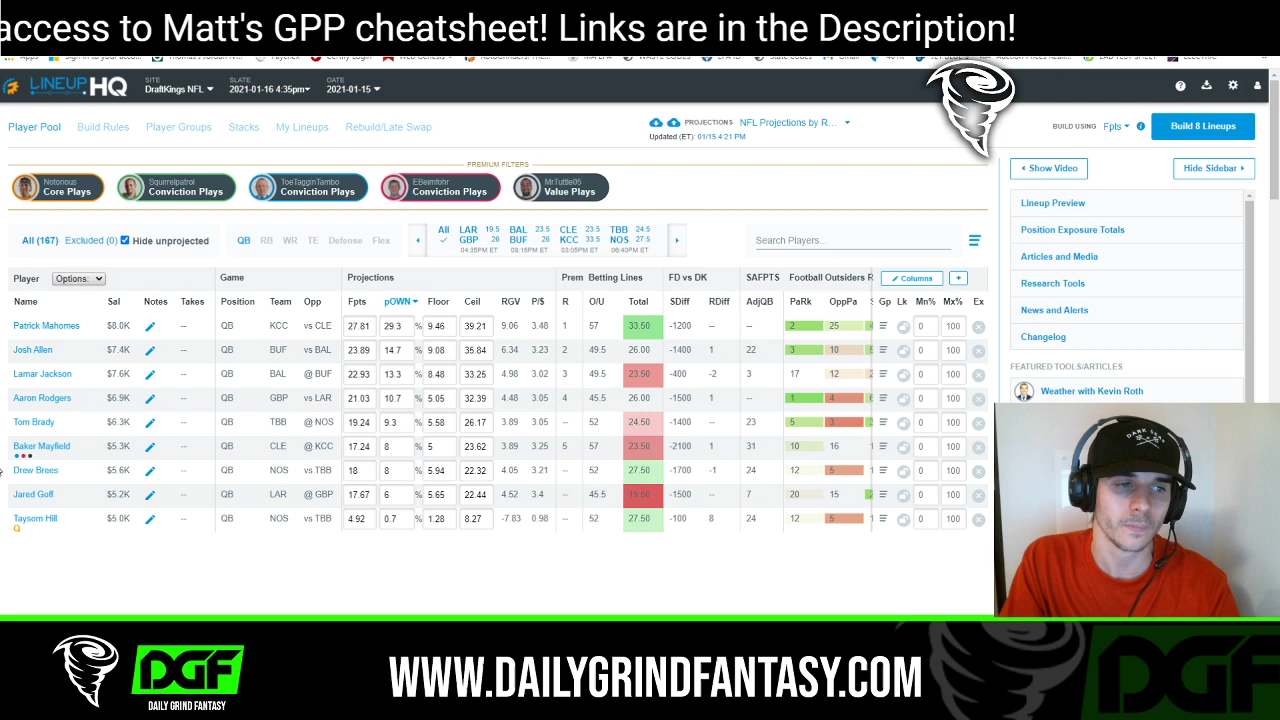 access to Matt's GPP cheatsheet! Links are in the Description!
LINEUPHQ
SITE
DraftKings NFL
SLATE
2021-01-16 4:35pm
DATE
2021-01-15
Player Pool Build Rules Player Groups Stacks My Lineups Rebuild/Late Swap
PROJECTIONS NFL Projections by R...
Updated (ET): 01/15 4:21 PM
BUILD USING Fpts Build 8 Lineups
PREMIUM FILTERS
Notorious
Core Plays
Squirrelpatrol
Conviction Plays
ToeTagginTambo
Conviction Plays
EBeimfohr
Conviction Plays
MrTuttle05
Value Plays
Show Video Hide Sidebar
All (167) Excluded (0) Hide unprojected QB RB WR TE Defense Flex
All
LAR 19.5
GBP 26
04:35PM ET
BAL 23.5
BUF 26
08:15PM ET
CLE 23.5
KCC 33.5
3:05PM ET
TBB 24.5
NOS 27.5
06:40PM ET
Search Players...
Lineup Preview
Position Exposure Totals
Articles and Media
Research Tools
News and Alerts
Changelog
FEATURED TOOLS/ARTICLES
Weather with Kevin Roth
Player Options: Game Projections Prem Betting Lines FD vs DK SAFPTS Football Outsiders R Columns +
Name Sal Notes Takes Position Team Opp Fpts pOWN Floor Ceil RGV P/$ R O/U Total SDiff RDiff AdjQB PaRk OppPa Gp Lk Mn% Mx% Ex
Patrick Mahomes $8.0K -- QB KCC vs CLE 27.81 29.3 % 9.46 39.21 9.06 3.48 1 57 33.50 -1200 -- -- 2 25 0 100
Josh Allen $7.4K -- QB BUF vs BAL 23.89 14.7 % 9.08 35.84 6.34 3.23 2 49.5 26.00 -1400 1 22 3 10 0 100
Lamar Jackson $7.6K -- QB BAL @ BUF 22.93 13.3 % 8.48 33.25 4.98 3.02 3 49.5 23.50 -400 -2 3 17 12 0 100
Aaron Rodgers $6.9K -- QB GBP vs LAR 21 10.7 % 5.05 32.39 4.48 3.05 4 45.5 26.00 -1500 1 -- 1 4 0 100
Tom Brady $6.3K -- QB TBB @ NOS 19.24 9.3 % 5.58 26.17 3.89 3.05 -- 52 24.50 -1400 -- 23 5 3 0 100
Baker Mayfield $5.3K -- QB CLE @ KCC 17.24 8 % 5 23.62 3.89 3.25 5 57 23.50 -2100 1 31 10 16 0 100
Drew Brees $5.6K -- QB NOS vs TBB 18 8 % 5.94 22.32 4.05 3.21 -- 52 27.50 -1700 -1 24 12 5 0 100
Jared Goff $5.2K -- QB LAR @ GBP 17.67 6 % 5.65 22.44 4.52 3.4 -- 45.5 19.50 -1500 -- 7 20 15 0 100
Taysom Hill $5.0K -- QB NOS vs TBB 4.92 0.7 % 1.28 8.27 -7.83 0.98 -- 52 27.50 -100 8 24 12 5 0 100
Q
DGF
DAILY GRIND FANTASY
WWW.DAILYGRINDFANTASY.COM